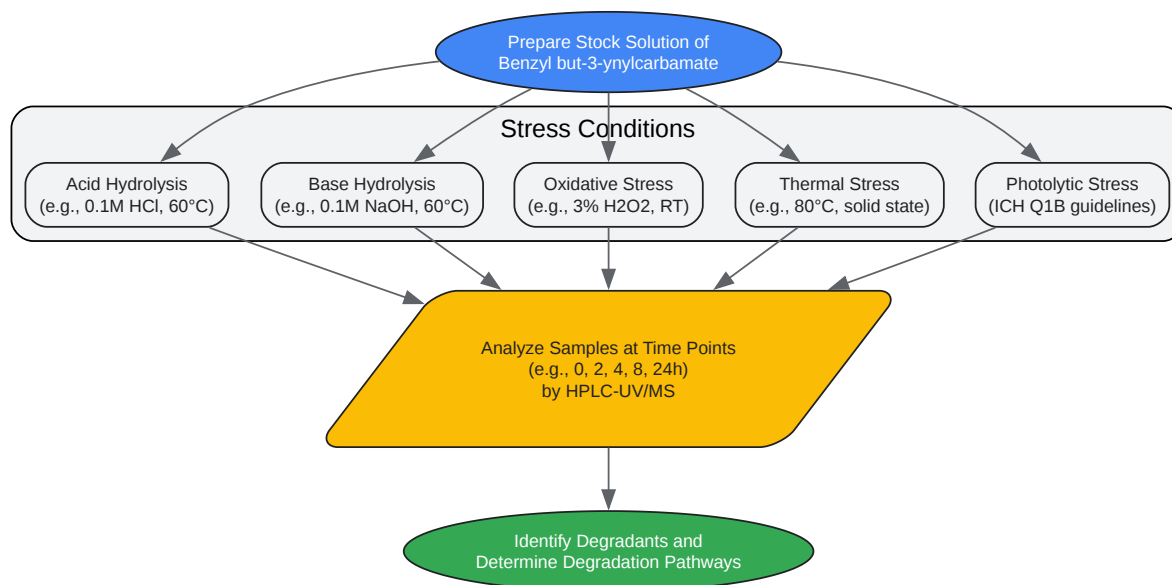 Prepare Stock Solution of
Benzyl but-3-ynylcarbamate
Stress Conditions
Acid Hydrolysis
(e.g., 0.1M HCl, 60°C)
Base Hydrolysis
(e.g., 0.1M NaOH, 60°C)
Oxidative Stress
(e.g., 3% H2O2, RT)
Thermal Stress
(e.g., 80°C, solid state)
Photolytic Stress
(ICH Q1B guidelines)
Analyze Samples at Time Points
(e.g., 0, 2, 4, 8, 24h)
by HPLC-UV/MS
Identify Degradants and
Determine Degradation Pathways